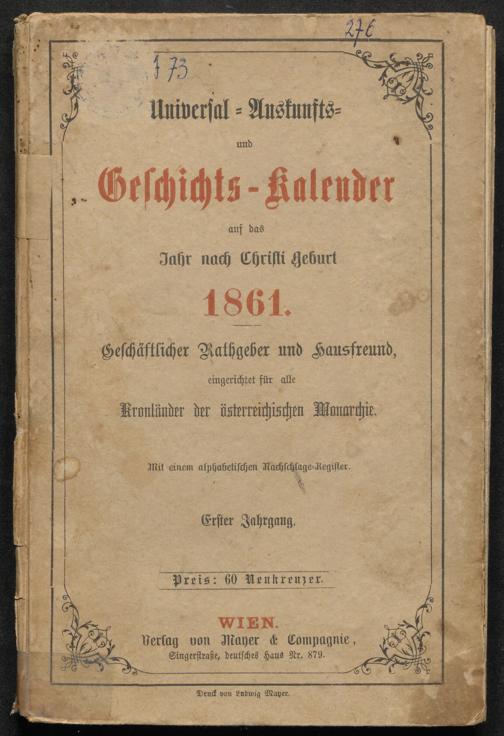 276
I 73
Universal = Auskunfts=
und
Geschichts-Kalender
auf das
Jahr nach Christi Geburt
1861.
Geschäftlicher Rathgeber und Hausfreund,
eingerichtet für alle
Kronländer der österreichischen Monarchie.
Mit einem alphabetischen Nachschlage-Register.
Erster Jahrgang.
Preis: 60 Neukreuzer.
WIEN.
Verlag von Mayer & Compagnie,
Singerstraße, deutsches Haus Nr. 879.
Druck von Ludwig Mayer.